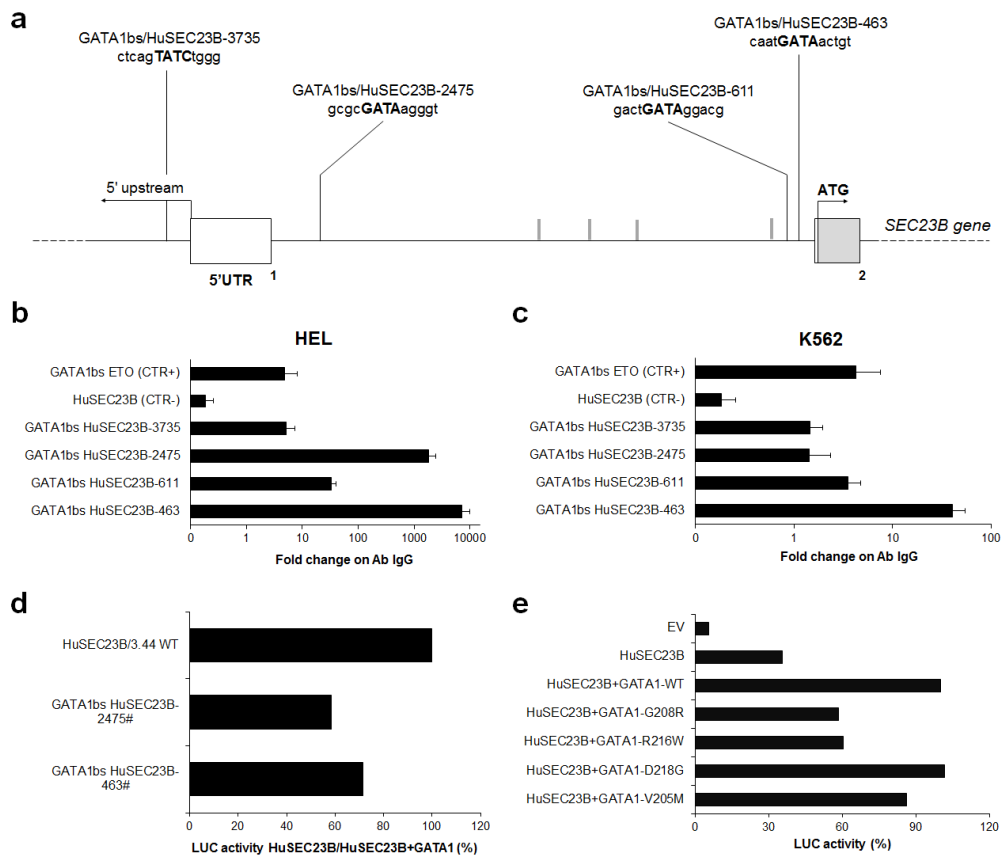 a
GATA1bs/HuSEC23B-3735
ctcagTATCtggg
GATA1bs/HuSEC23B-2475
gcgcGATAagggt
GATA1bs/HuSEC23B-611
gactGATAggacg
GATA1bs/HuSEC23B-463
caatGATAactgt
5' upstream
5'UTR
1
ATG
2
SEC23B gene
b
HEL
GATA1bs ETO (CTR+)
HuSEC23B (CTR-)
GATA1bs HuSEC23B-3735
GATA1bs HuSEC23B-2475
GATA1bs HuSEC23B-611
GATA1bs HuSEC23B-463
0 1 10 100 1000 10000
Fold change on Ab IgG
c
K562
GATA1bs ETO (CTR+)
HuSEC23B (CTR-)
GATA1bs HuSEC23B-3735
GATA1bs HuSEC23B-2475
GATA1bs HuSEC23B-611
GATA1bs HuSEC23B-463
0 1 10 100
Fold change on Ab IgG
d
HuSEC23B/3.44 WT
GATA1bs HuSEC23B-
2475#
GATA1bs HuSEC23B-
463#
0 20 40 60 80 100 120
LUC activity HuSEC23B/HuSEC23B+GATA1 (%)
e
EV
HuSEC23B
HuSEC23B+GATA1-WT
HuSEC23B+GATA1-G208R
HuSEC23B+GATA1-R216W
HuSEC23B+GATA1-D218G
HuSEC23B+GATA1-V205M
0 30 60 90 120
LUC activity (%)